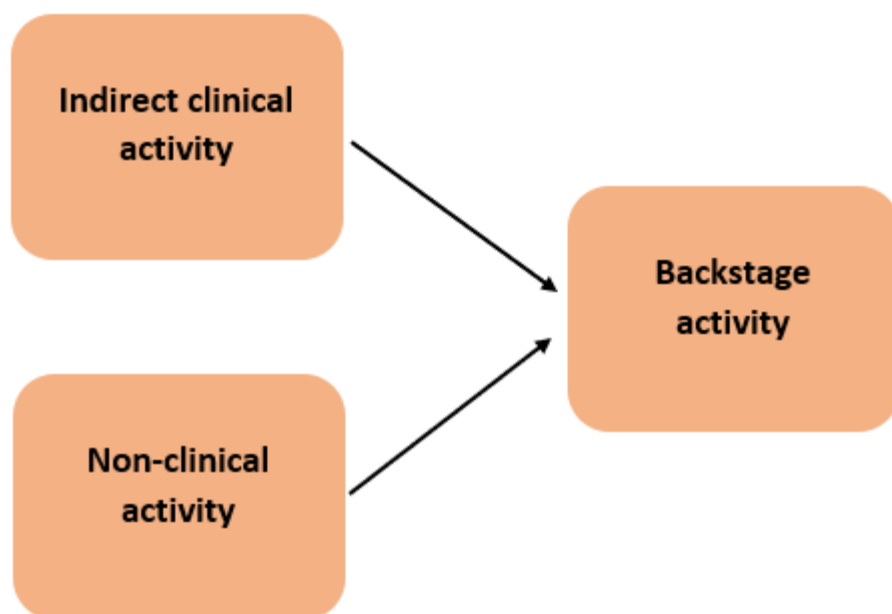 Indirect clinical
activity
Backstage
activity
Non-clinical
activity